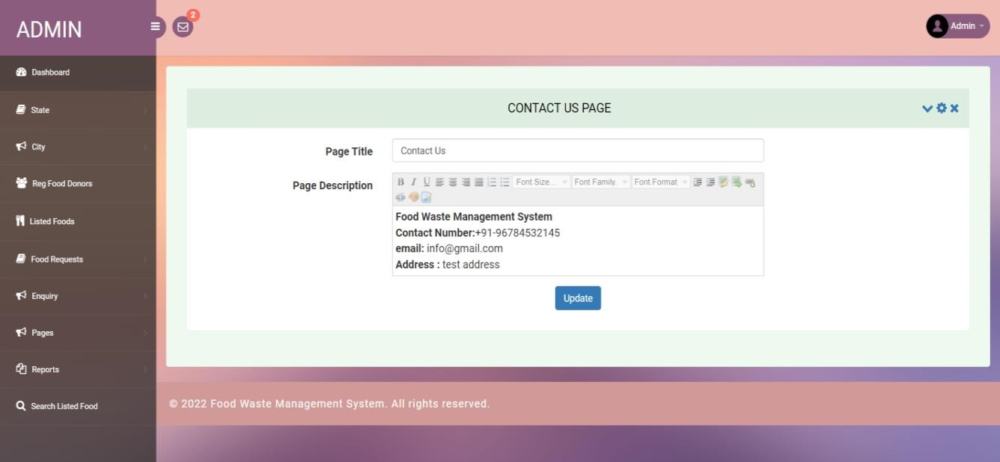 ADMIN
2
Admin
Dashboard
State
City
Reg Food Donors
Listed Foods
Food Requests
Enquiry
Pages
Reports
Search Listed Food
CONTACT US PAGE
Page Title
Contact Us
Page Description
B I U Font Size... Font Family. Font Format
Food Waste Management System
Contact Number:+91-96784532145
email: info@gmail.com
Address : test address
Update
© 2022 Food Waste Management System. All rights reserved.